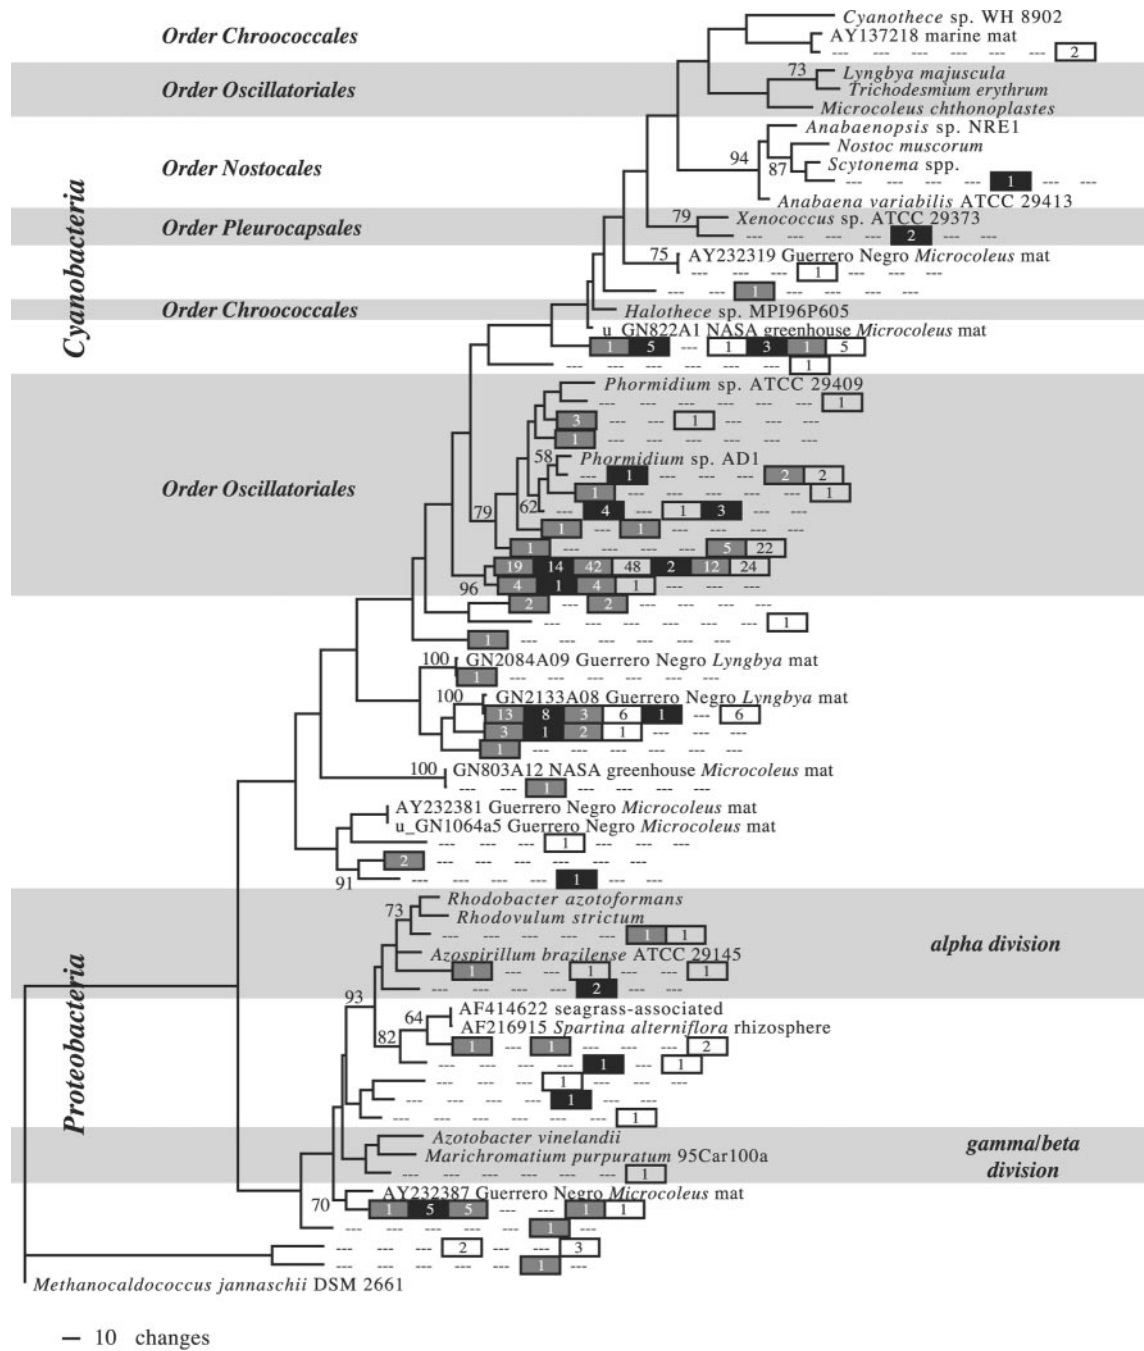 Cyanothece sp. WH 8902
Order Chroococcales
AY137218 marine mat
--- --- --- --- --- --- 2
73 Lyngbya majuscula
Order Oscillatoriales
Trichodesmium erythrum
Microcoleus chthonoplastes
Anabaenopsis sp. NRE1
Nostoc muscorum
94 87 Scytonema spp.
Order Nostocales
--- --- --- --- 1 --- ---
Anabaena variabilis ATCC 29413
79 Xenococcus sp. ATCC 29373
Order Pleurocapsales
--- --- --- --- 2 --- ---
75 AY232319 Guerrero Negro Microcoleus mat
--- --- --- 1 --- --- ---
--- --- 1 --- --- --- ---
Order Chroococcales
Halothece sp. MPI96P605
u_GN822A1 NASA greenhouse Microcoleus mat
1 5 --- 1 3 1 5
--- --- --- --- --- --- 1
Cyanobacteria
Phormidium sp. ATCC 29409
--- --- --- --- --- --- 1
3 --- --- 1 --- --- ---
1 --- --- --- --- --- ---
58 Phormidium sp. AD1
--- 1 --- --- --- 2 2
1 --- --- --- --- --- 1
Order Oscillatoriales
79 62 --- 4 --- 1 3 --- ---
1 --- 1 --- --- --- ---
1 --- --- --- --- 5 22
19 14 42 48 2 12 24
96 4 1 4 1 --- --- ---
2 --- 2 --- --- --- ---
--- --- --- --- --- --- 1
1 --- --- --- --- --- ---
100 GN2084A09 Guerrero Negro Lyngbya mat
1 --- --- --- --- --- ---
100 GN2133A08 Guerrero Negro Lyngbya mat
13 8 3 6 1 --- 6
3 1 2 1 --- --- ---
1 --- --- --- --- --- ---
100 GN803A12 NASA greenhouse Microcoleus mat
--- --- 1 --- --- --- ---
AY232381 Guerrero Negro Microcoleus mat
u_GN1064a5 Guerrero Negro Microcoleus mat
--- --- --- 1 --- --- ---
2 --- --- --- --- --- ---
91 --- --- --- --- 1 --- ---
Rhodobacter azotoformans
73 Rhodovulum strictum
--- --- --- --- --- 1 1
alpha division
Azospirillum brazilense ATCC 29145
1 --- --- 1 --- --- 1
--- --- --- --- 2 --- ---
93
AF414622 seagrass-associated
64
AF216915 Spartina alterniflora rhizosphere
82 1 --- 1 --- --- --- 2
--- --- --- --- 1 --- 1
--- --- --- 1 --- --- ---
--- --- --- --- 1 --- ---
--- --- --- --- --- --- 1
Proteobacteria
Azotobacter vinelandii
Marichromatium purpuratum 95Car100a
gamma/beta
division
--- --- --- --- --- --- 1
70 AY232387 Guerrero Negro Microcoleus mat
1 5 5 --- --- 1 1
--- --- --- --- --- 1 ---
--- --- --- 2 --- --- 3
--- --- --- --- --- 1 ---
Methanocaldococcus jannaschii DSM 2661
10 changes